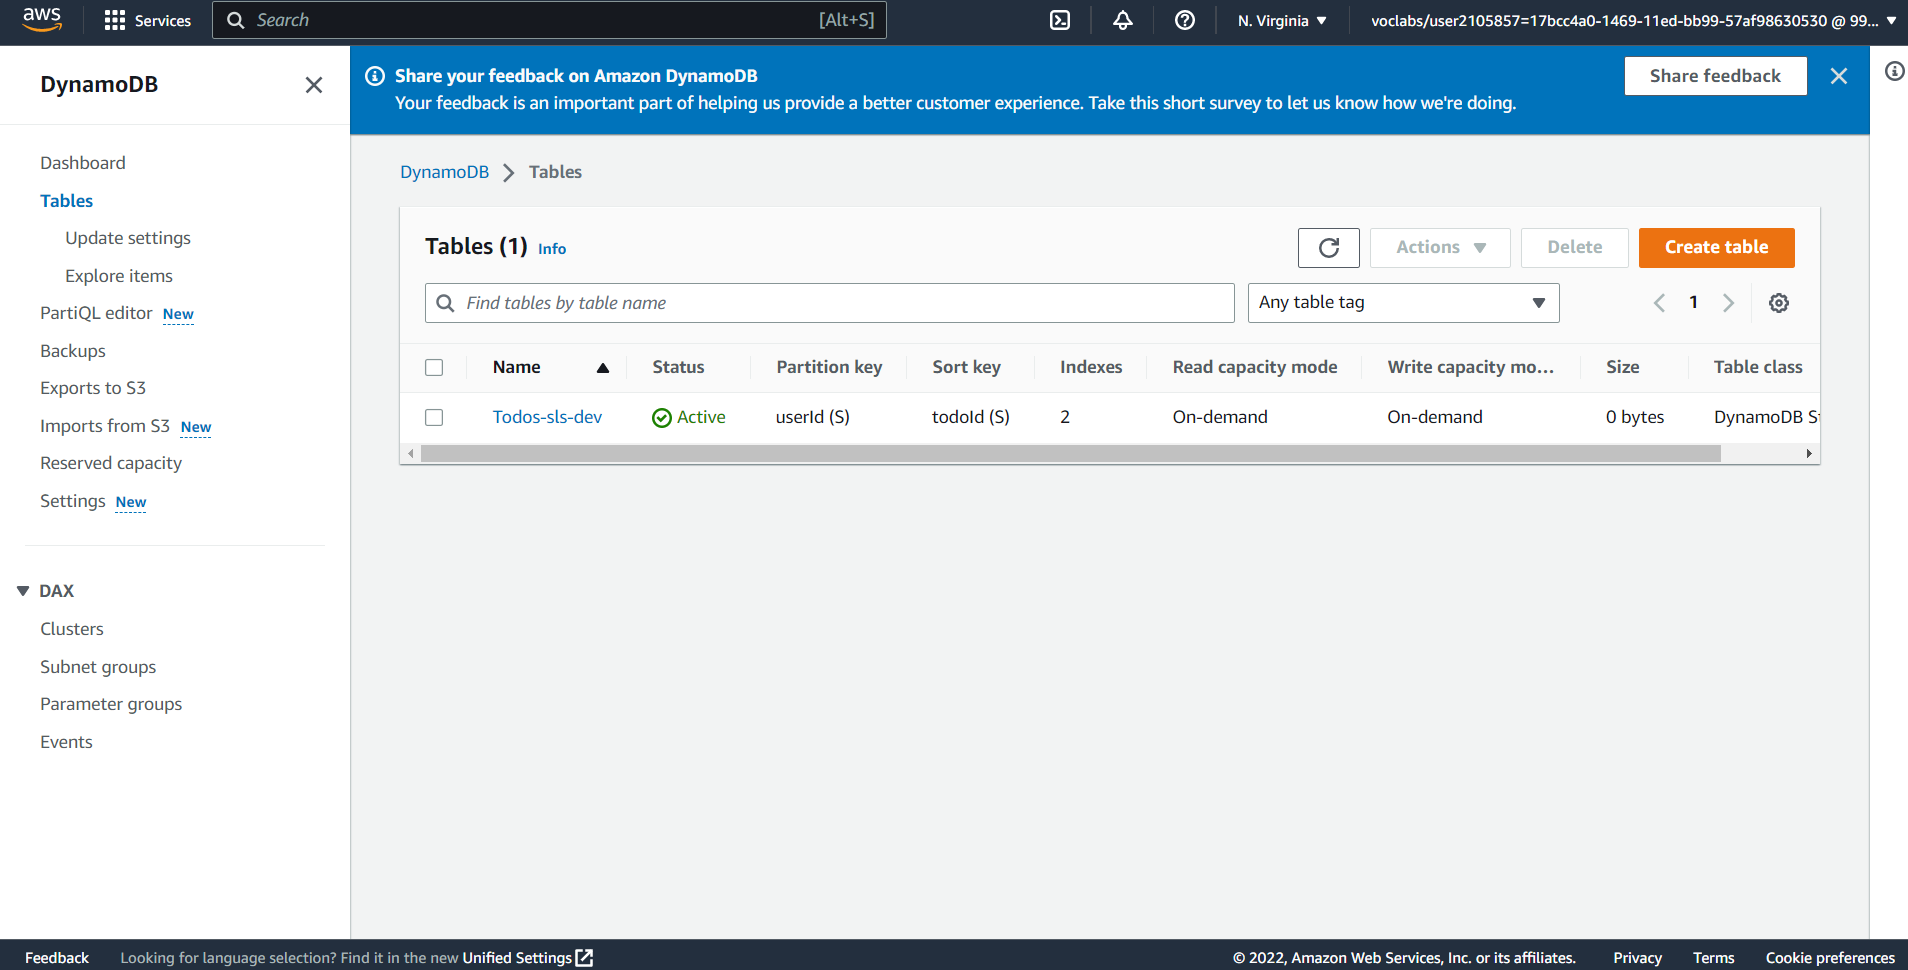 aws
Services
Search [Alt+S]
N. Virginia
voclabs/user2105857=17bcc4a0-1469-11ed-bb99-57af98630530 @ 99...
DynamoDB
Dashboard
Tables
Update settings
Explore items
PartiQL editor New
Backups
Exports to S3
Imports from S3 New
Reserved capacity
Settings New
DAX
Clusters
Subnet groups
Parameter groups
Events
Share your feedback on Amazon DynamoDB
Your feedback is an important part of helping us provide a better customer experience. Take this short survey to let us know how we're doing.
Share feedback
DynamoDB Tables
Tables (1) Info
Actions
Delete
Create table
Find tables by table name
Any table tag
1
Name Status Partition key Sort key Indexes Read capacity mode Write capacity mo... Size Table class
Todos-sls-dev Active userId (S) todoId (S) 2 On-demand On-demand 0 bytes DynamoDB St
Feedback Looking for language selection? Find it in the new Unified Settings © 2022, Amazon Web Services, Inc. or its affiliates. Privacy Terms Cookie preferences